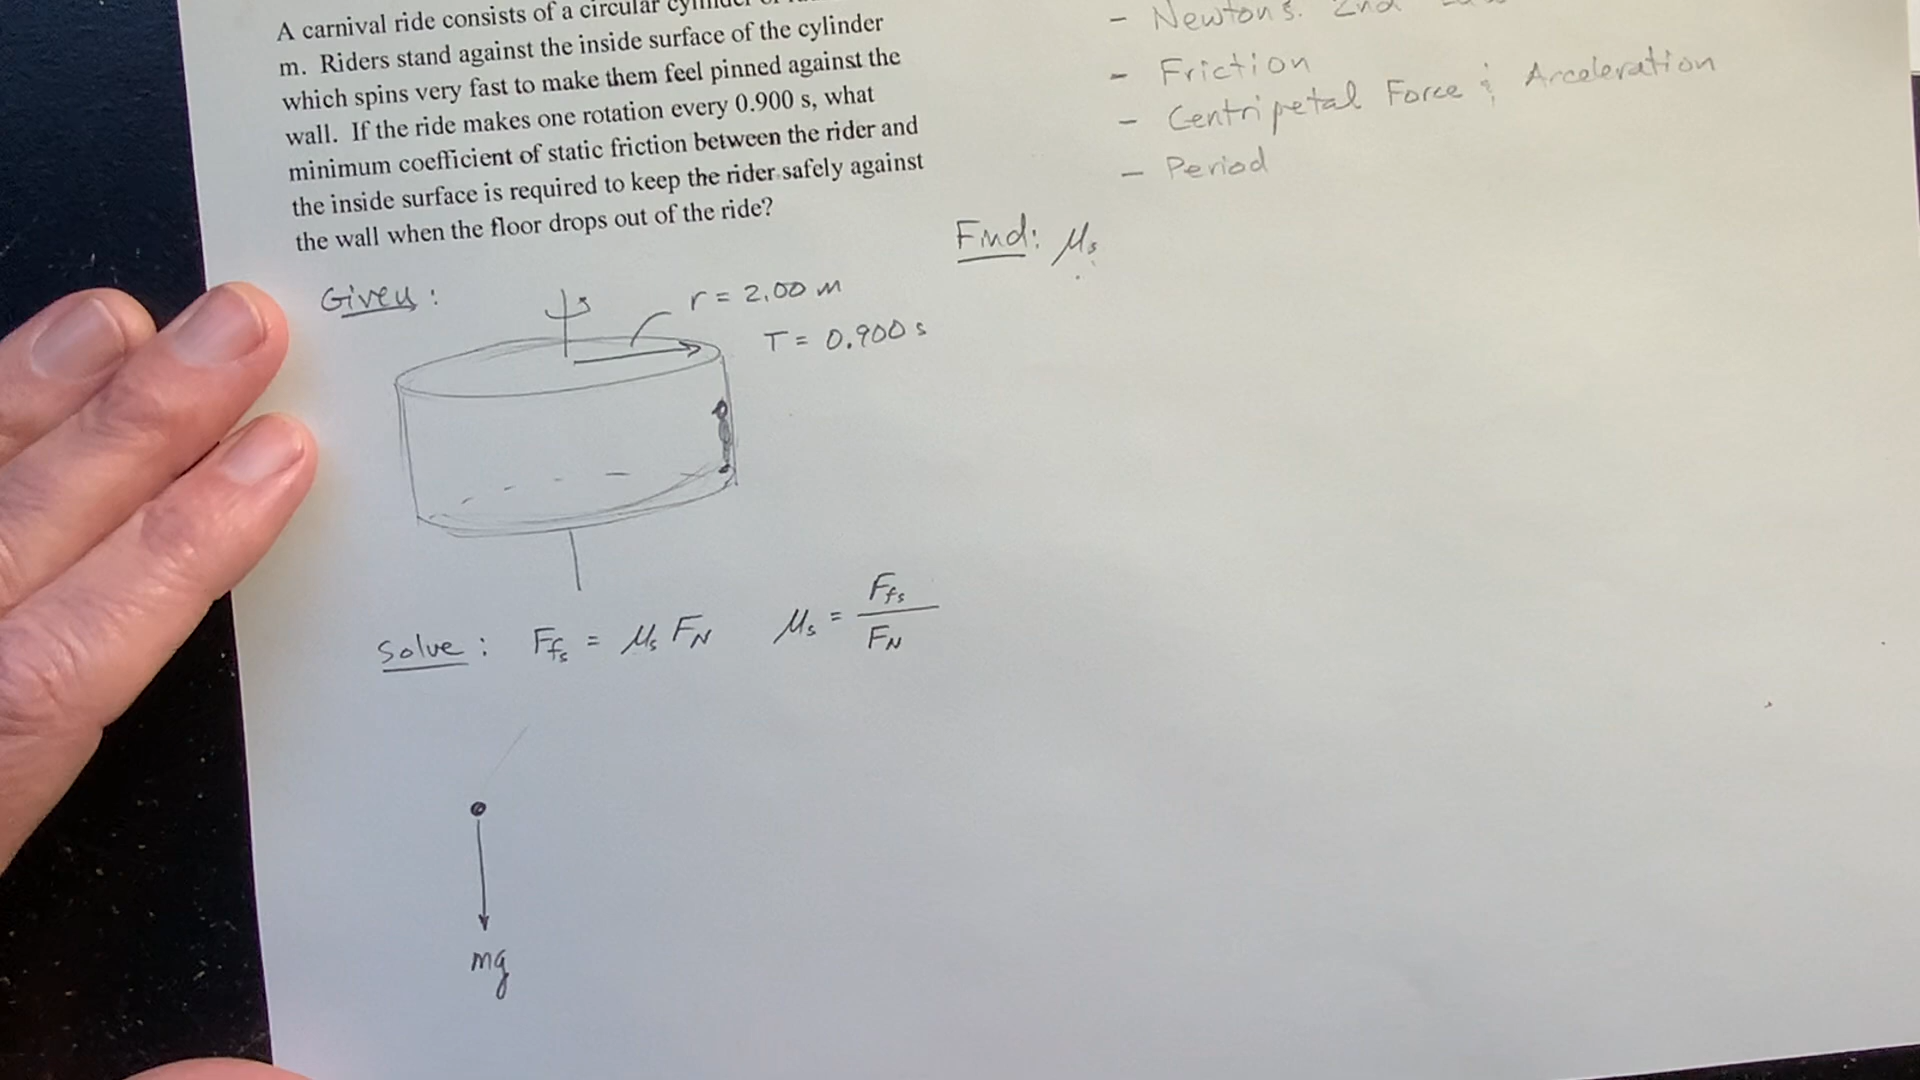 A carnival ride consists of a circular
m. Riders stand against the inside surface of the cylinder
which spins very fast to make them feel pinned against the
wall. If the ride makes one rotation every 0.900 s, what
minimum coefficient of static friction between the rider and
the inside surface is required to keep the rider safely against
the wall when the floor drops out of the ride?
- Newtons. 2nd
- Friction
- Centripetal Force & Acceleration
- Period
Find: μs
Given:
r = 2.00 m
T = 0.900 s
Solve: Ffs = μs FN μs = Ffs / FN
mg